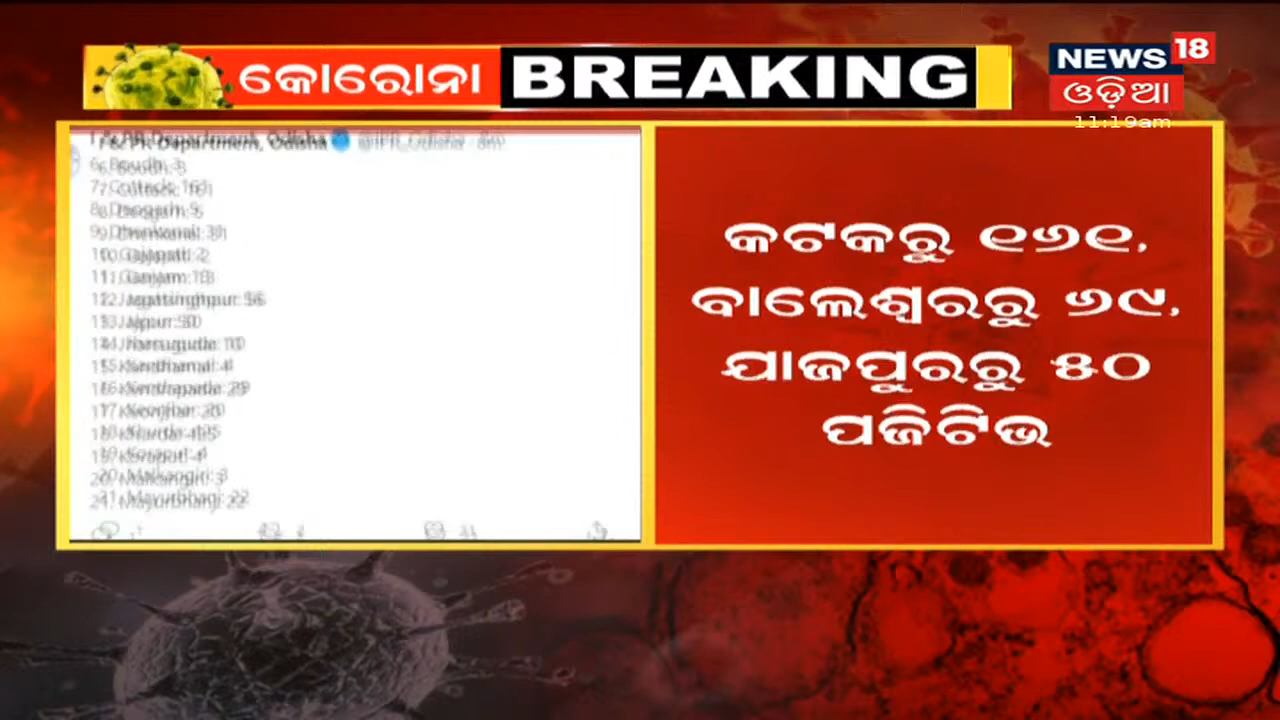 କୋରୋନା BREAKING
NEWS 18
ଓଡ଼ିଆ
11:19am
I & PR Department, Odisha @IPR_Odisha · 8m
6. Boudh: 3
7. Cuttack: 161
8. Deogarh: 5
9. Dhenkanal: 31
10. Gajapati: 2
11. Ganjam: 13
12. Jagatsinghpur: 56
13. Jajpur: 50
14. Jharsuguda: 10
15. Kandhamal: 4
16. Kendrapada: 29
17. Keonjhar: 20
18. Khurda:
19. Koraput: 4
20. Malkangiri: 3
21. Mayurbhanj: 22
କଟକରୁ ୧୬୧,
ବାଲେଶ୍ୱରରୁ ୬୯,
ଯାଜପୁରରୁ ୫୦
ପଜିଟିଭ